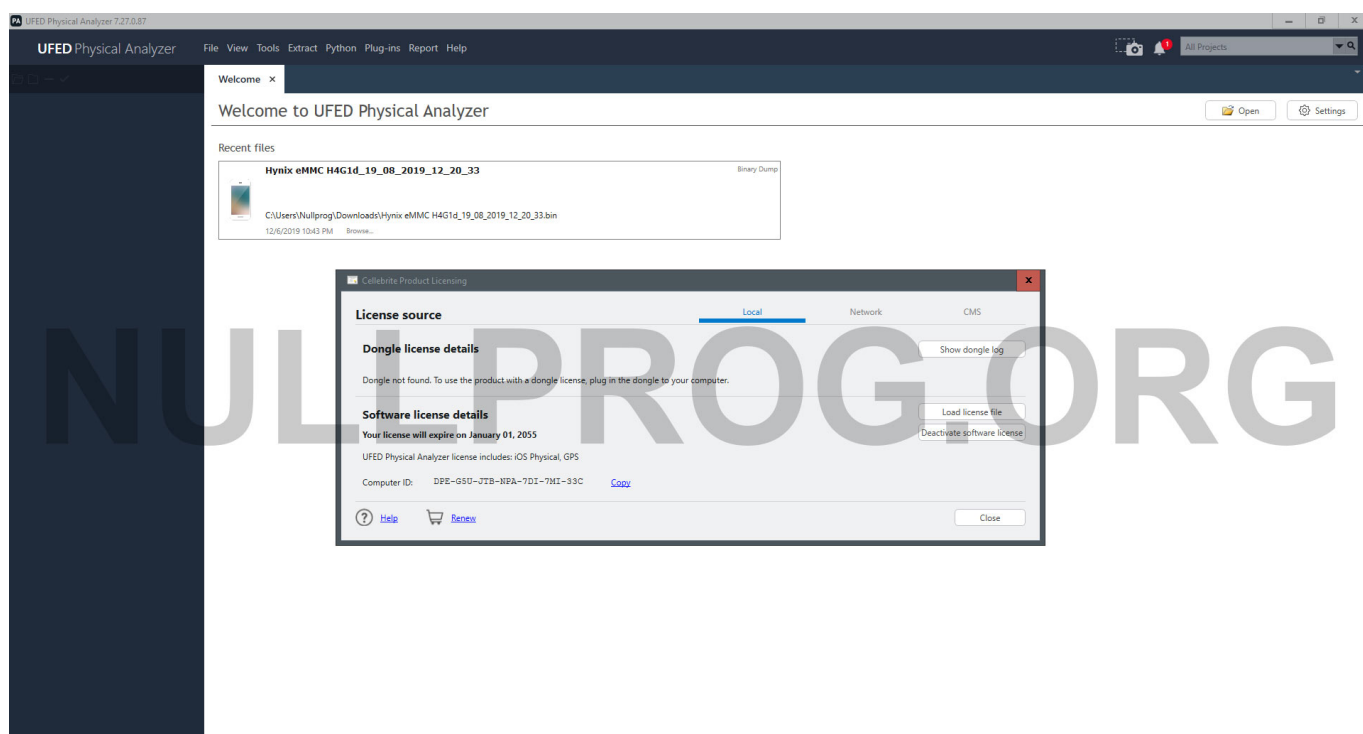 UFED Physical Analyzer 7.27.0.87
UFED Physical Analyzer File View Tools Extract Python Plug-ins Report Help 1 All Projects
Welcome ×
Welcome to UFED Physical Analyzer Open Settings
Recent files
Hynix eMMC H4G1d_19_08_2019_12_20_33 Binary Dump
C:\Users\Nullprog\Downloads\Hynix eMMC H4G1d_19_08_2019_12_20_33.bin
12/6/2019 10:43 PM Browse...
Cellebrite Product Licensing x
License source Local Network CMS
Dongle license details Show dongle log
Dongle not found. To use the product with a dongle license, plug in the dongle to your computer.
NULLPROG.ORG
Software license details Load license file
Your license will expire on January 01, 2055 Deactivate software license
UFED Physical Analyzer license includes: iOS Physical, GPS
Computer ID: DPE-G5U-JTB-NPA-7DI-7MI-33C Copy
? Help Renew Close